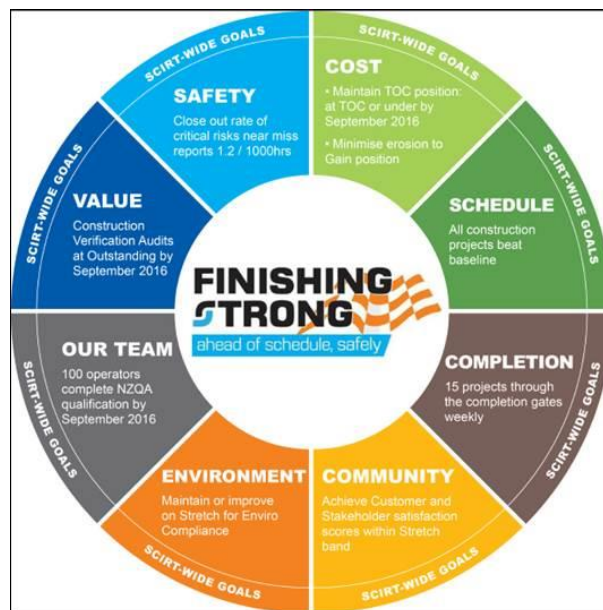 SCIRT-WIDE GOALS
SAFETY
Close out rate of
critical risks near miss
reports 1.2 / 1000hrs
SCIRT-WIDE GOALS
COST
• Maintain TOC position:
at TOC or under by
September 2016
• Minimise erosion to
Gain position
SCIRT-WIDE GOALS
SCHEDULE
All construction
projects beat
baseline
SCIRT-WIDE GOALS
COMPLETION
15 projects through
the completion gates
weekly
SCIRT-WIDE GOALS
COMMUNITY
Achieve Customer and
Stakeholder satisfaction
scores within Stretch
band
SCIRT-WIDE GOALS
ENVIRONMENT
Maintain or improve
on Stretch for Enviro
Compliance
SCIRT-WIDE GOALS
OUR TEAM
100 operators
complete NZQA
qualification by
September 2016
SCIRT-WIDE GOALS
VALUE
Construction
Verification Audits
at Outstanding by
September 2016
SCIRT-WIDE GOALS
FINISHING
STRONG
ahead of schedule, safely